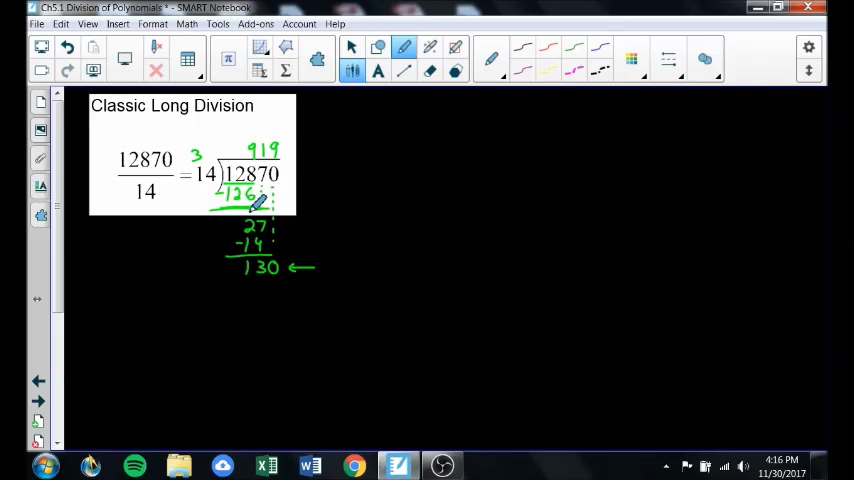 Ch5.1 Division of Polynomials * - SMART Notebook
File Edit View Insert Format Math Tools Add-ons Account Help
π
A
Σ
Classic Long Division
919
3
12870
14
= 14)12870
-126
27
-14
130 ←
4:16 PM
11/30/2017